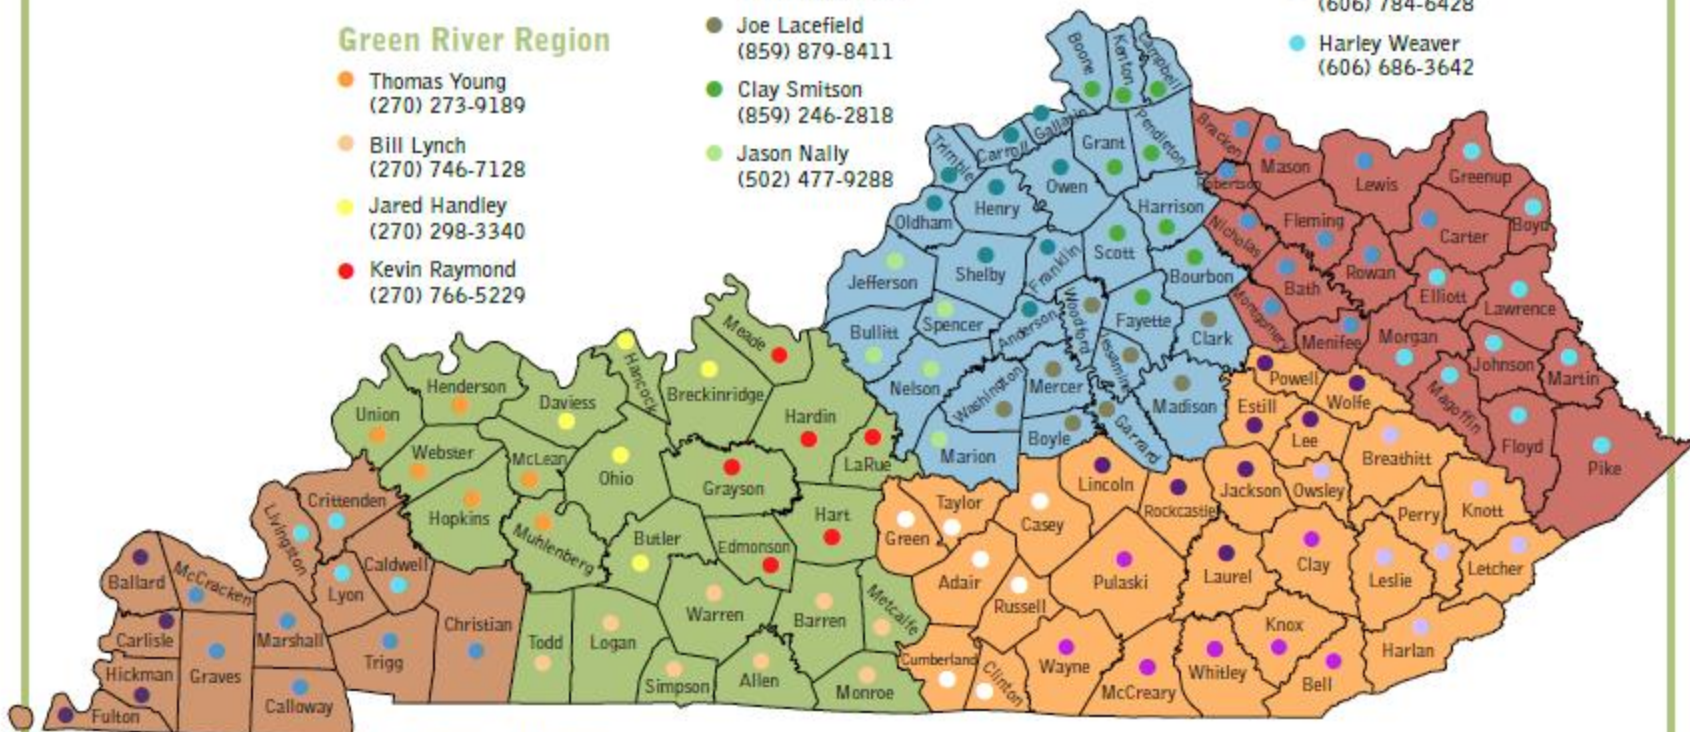 (606) 784-6428
Harley Weaver
(606) 686-3642
Joe Lacefield
(859) 879-8411
Clay Smitson
(859) 246-2818
Jason Nally
(502) 477-9288
Green River Region
Thomas Young
(270) 273-9189
Bill Lynch
(270) 746-7128
Jared Handley
(270) 298-3340
Kevin Raymond
(270) 766-5229
Boone
Kenton
Campbell
Gallatin
Carroll
Trimble
Grant
Pendleton
Owen
Henry
Oldham
Harrison
Scott
Franklin
Shelby
Jefferson
Bourbon
Bullitt
Spencer
Anderson
Woodford
Fayette
Clark
Jessamine
Nelson
Washington
Mercer
Madison
Garrard
Boyle
Marion
Bracken
Mason
Robertson
Lewis
Greenup
Fleming
Nicholas
Carter
Boyd
Rowan
Bath
Elliott
Lawrence
Montgomery
Menifee
Morgan
Johnson
Martin
Magoffin
Floyd
Pike
Meade
Hancock
Breckinridge
Henderson
Daviess
Union
Hardin
Webster
McLean
Ohio
LaRue
Grayson
Hopkins
Muhlenberg
Butler
Edmonson
Hart
Warren
Barren
Metcalfe
Todd
Logan
Simpson
Allen
Monroe
Powell
Wolfe
Estill
Lee
Breathitt
Lincoln
Jackson
Owsley
Rockcastle
Taylor
Casey
Green
Perry
Knott
Adair
Pulaski
Laurel
Clay
Leslie
Letcher
Russell
Knox
Harlan
Cumberland
Clinton
Wayne
McCreary
Whitley
Bell
Crittenden
Livingston
Caldwell
Lyon
Ballard
McCracken
Carlisle
Marshall
Christian
Hickman
Graves
Trigg
Fulton
Calloway